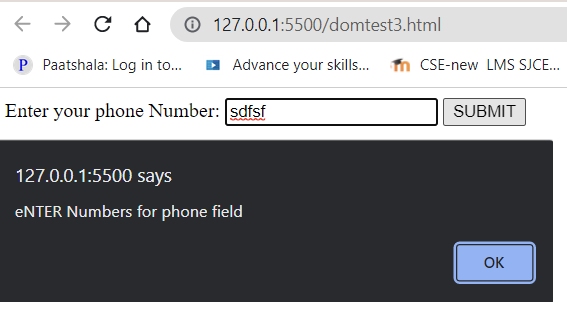 127.0.0.1:5500/domtest3.html
P Paatshala: Log in to... Advance your skills... CSE-new LMS SJCE...
Enter your phone Number: sdfsf SUBMIT
127.0.0.1:5500 says
eNTER Numbers for phone field
OK